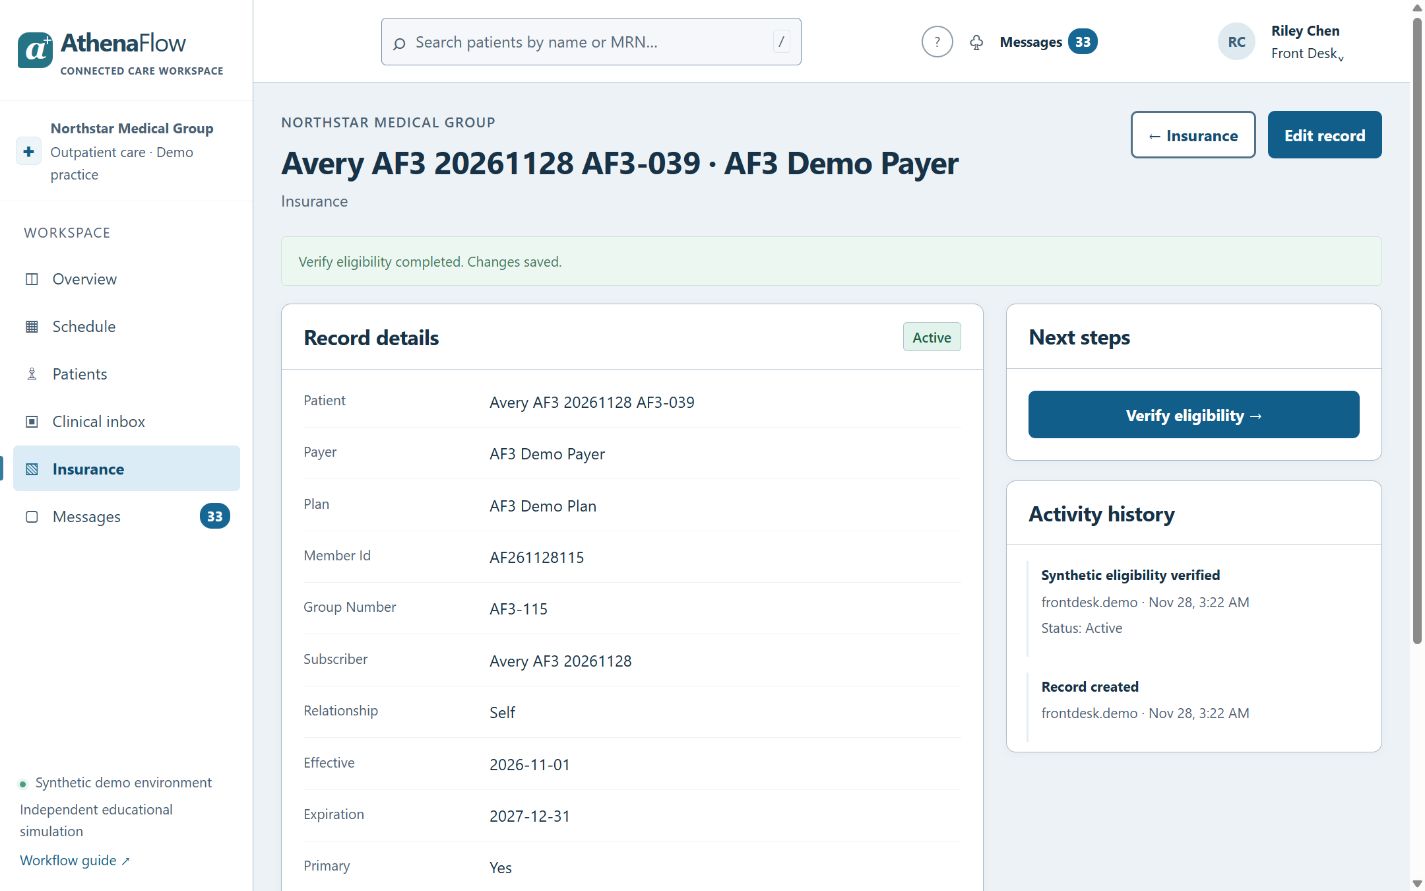 AthenaFlow
CONNECTED CARE WORKSPACE
Northstar Medical Group
Outpatient care · Demo
practice
WORKSPACE
Overview
Schedule
Patients
Clinical inbox
Insurance
Messages 33
Synthetic demo environment
Independent educational
simulation
Workflow guide ↗
Search patients by name or MRN... /
?
Messages 33
RC
Riley Chen
Front Desk
NORTHSTAR MEDICAL GROUP
Avery AF3 20261128 AF3-039 · AF3 Demo Payer
Insurance
← Insurance
Edit record
Verify eligibility completed. Changes saved.
Record details
Active
Patient Avery AF3 20261128 AF3-039
Payer AF3 Demo Payer
Plan AF3 Demo Plan
Member Id AF261128115
Group Number AF3-115
Subscriber Avery AF3 20261128
Relationship Self
Effective 2026-11-01
Expiration 2027-12-31
Primary Yes
Next steps
Verify eligibility →
Activity history
Synthetic eligibility verified
frontdesk.demo · Nov 28, 3:22 AM
Status: Active
Record created
frontdesk.demo · Nov 28, 3:22 AM